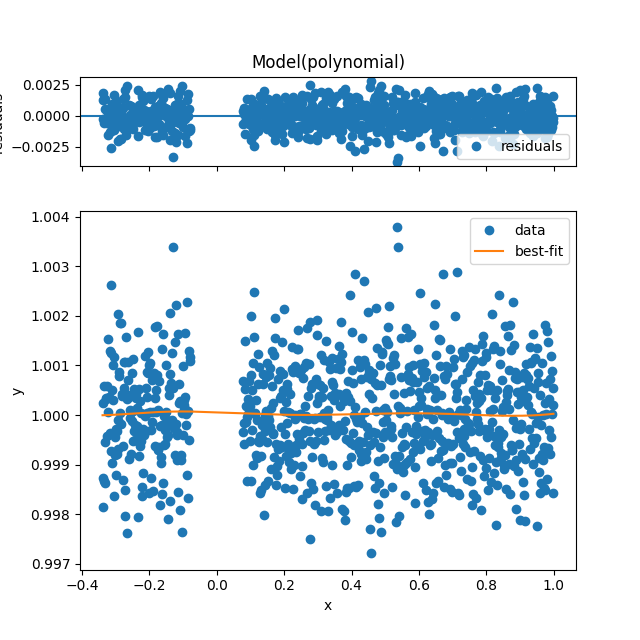 Model(polynomial)
0.0025
0.0000
−0.0025
residuals
residuals
1.004
1.003
1.002
1.001
1.000
0.999
0.998
0.997
y
data
best-fit
−0.4
−0.2
0.0
0.2
0.4
0.6
0.8
1.0
x